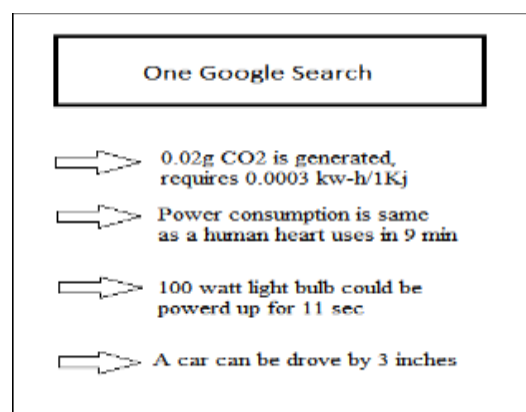 One Google Search
0.02g CO2 is generated,
requires 0.0003 kw-h/1Kj
Power consumption is same
as a human heart uses in 9 min
100 watt light bulb could be
powerd up for 11 sec
A car can be drove by 3 inches